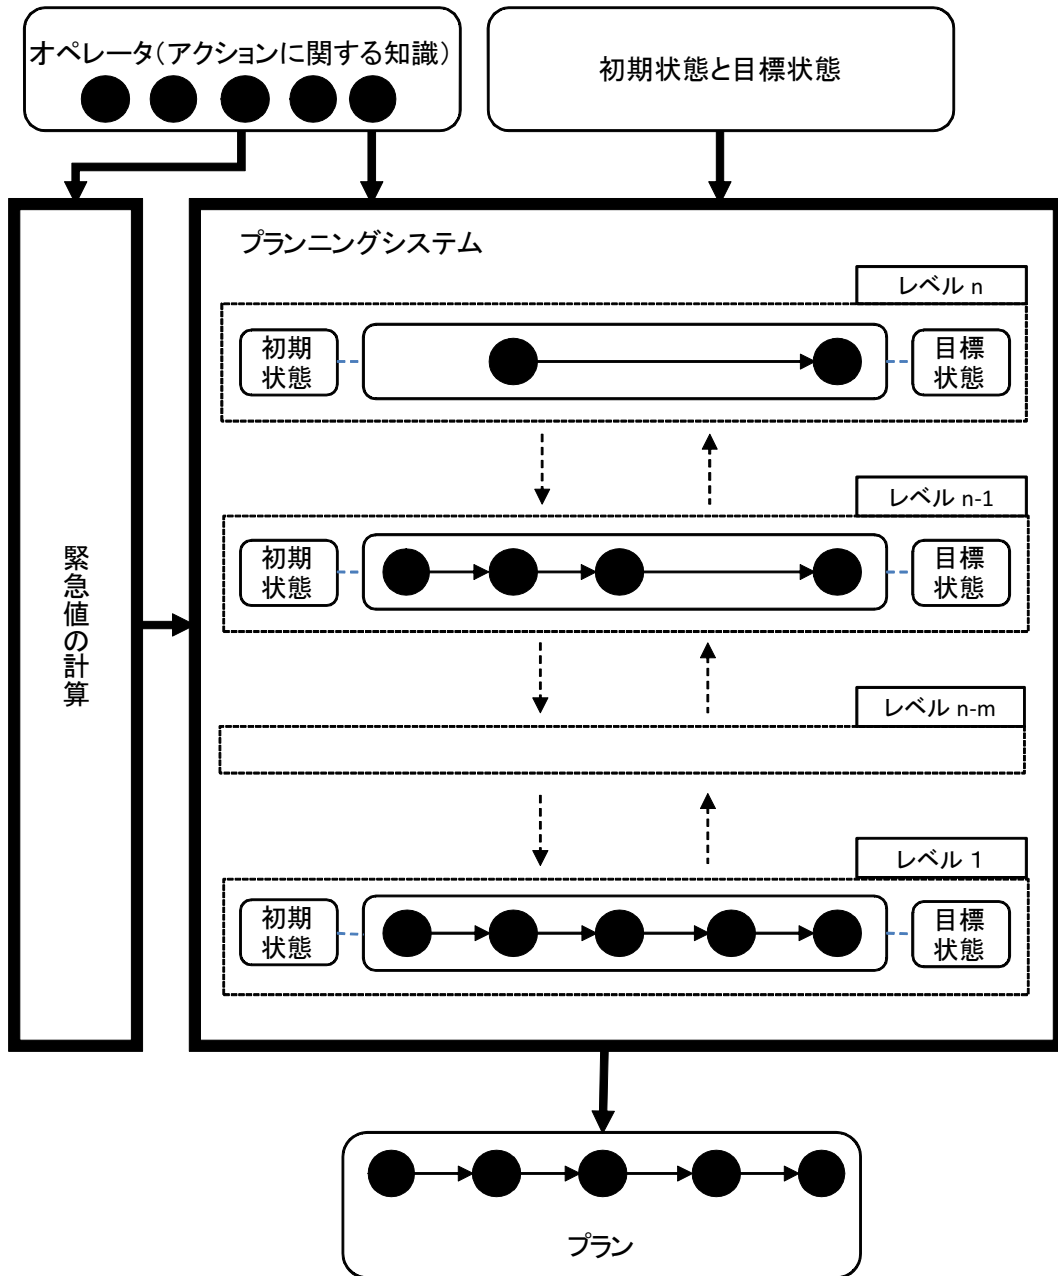 オペレータ(アクションに関する知識)
初期状態と目標状態
緊急値の計算
プランニングシステム
レベル n
初期
状態
目標
状態
レベル n-1
初期
状態
目標
状態
レベル n-m
レベル 1
初期
状態
目標
状態
プラン